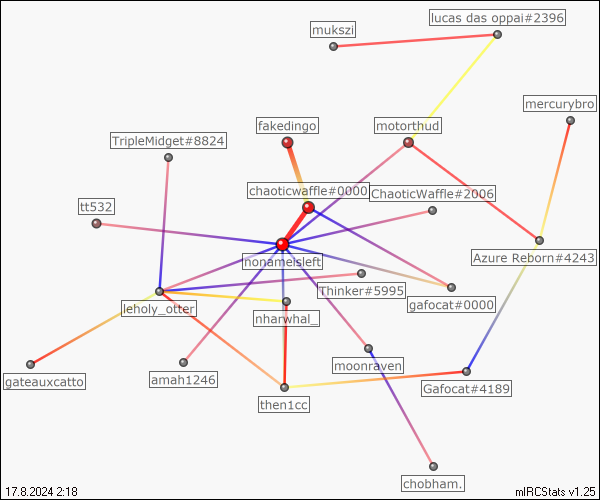 lucas das oppai#2396
mukszi
mercurybro
fakedingo
motorthud
TripleMidget#8824
chaoticwaffle#0000
ChaoticWaffle#2006
tt532
nonameisleft
Azure Reborn#4243
Thinker#5995
gafocat#0000
leholy_otter
nharwhal_
moonraven
gateauxcatto
amah1246
Gafocat#4189
then1cc
chobham.
17.8.2024 2:18
mIRCStats v1.25